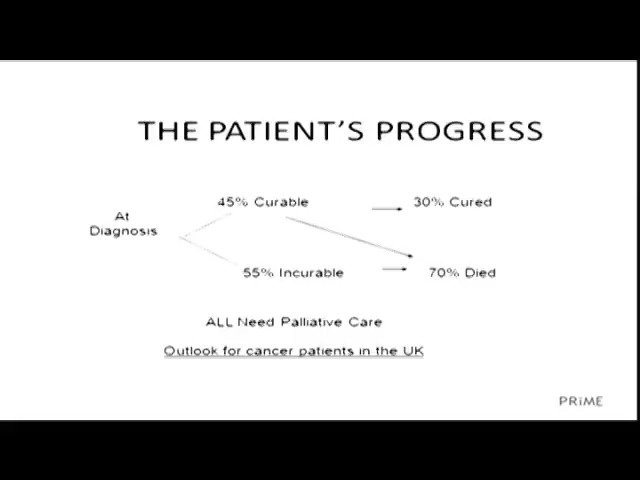 THE PATIENT'S PROGRESS
45% Curable
30% Cured
At
Diagnosis
55% Incurable
70% Died
ALL Need Palliative Care
Outlook for cancer patients in the UK
PRiME